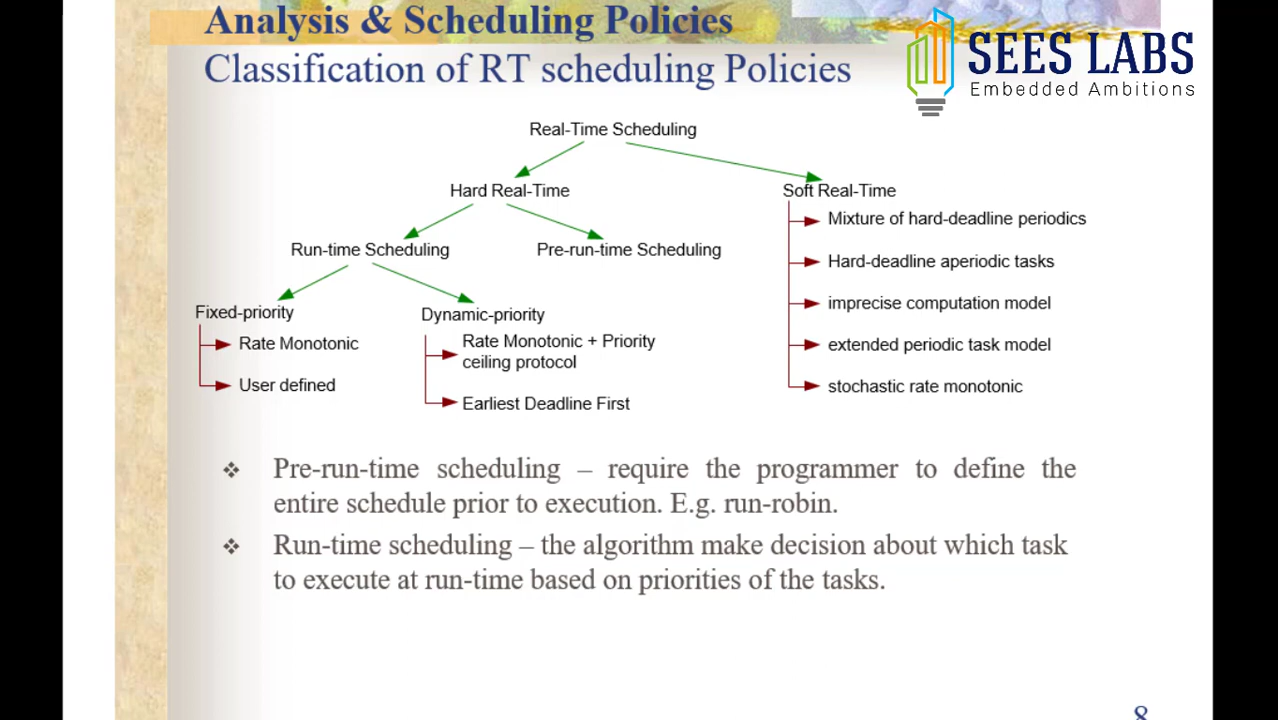 Analysis & Scheduling Policies
Classification of RT scheduling Policies
SEES LABS
Embedded Ambitions
Real-Time Scheduling
Hard Real-Time
Soft Real-Time
Run-time Scheduling
Pre-run-time Scheduling
Fixed-priority
Rate Monotonic
User defined
Dynamic-priority
Rate Monotonic + Priority
ceiling protocol
Earliest Deadline First
Mixture of hard-deadline periodics
Hard-deadline aperiodic tasks
imprecise computation model
extended periodic task model
stochastic rate monotonic
❖ Pre-run-time scheduling – require the programmer to define the
entire schedule prior to execution. E.g. run-robin.
❖ Run-time scheduling – the algorithm make decision about which task
to execute at run-time based on priorities of the tasks.
8